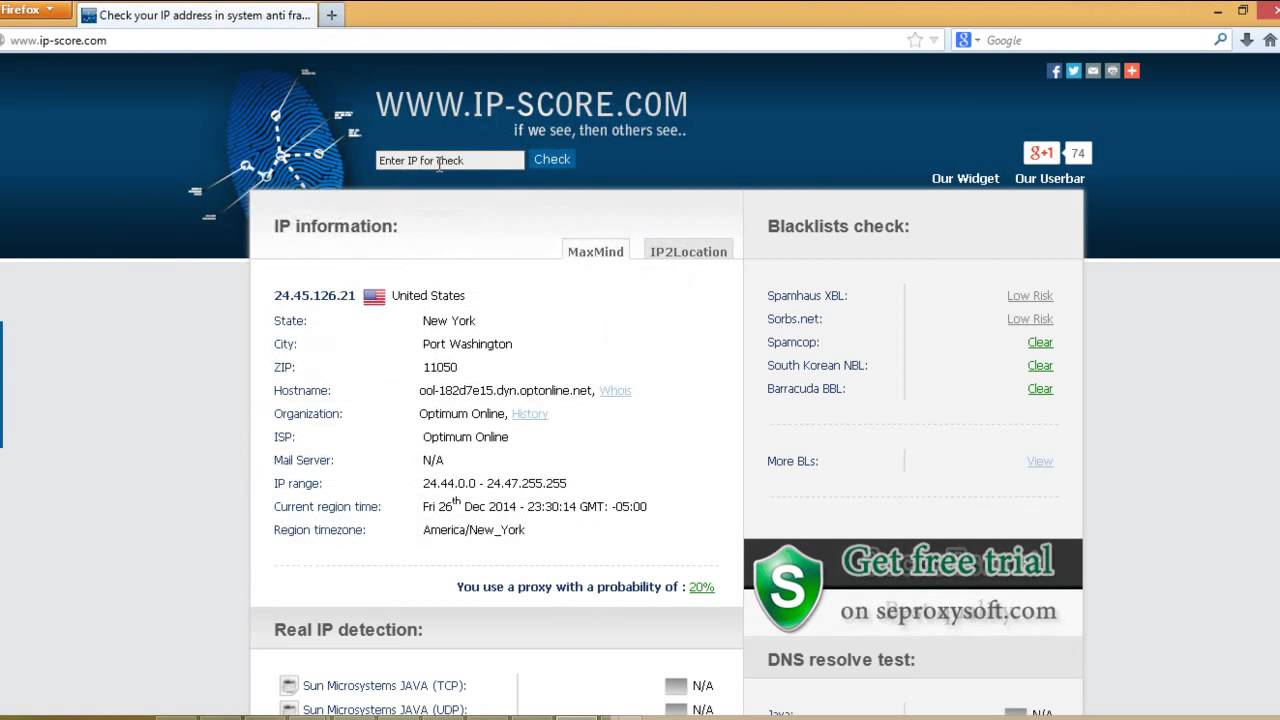 Firefox
Check your IP address in system anti fra...
www.ip-score.com
Google
WWW.IP-SCORE.COM
if we see, then others see..
Enter IP for check
Check
+1
74
Our Widget Our Userbar
IP information:
MaxMind
IP2Location
24.45.126.21 United States
State: New York
City: Port Washington
ZIP: 11050
Hostname: ool-182d7e15.dyn.optonline.net, Whois
Organization: Optimum Online, History
ISP: Optimum Online
Mail Server: N/A
IP range: 24.44.0.0 - 24.47.255.255
Current region time: Fri 26th Dec 2014 - 23:30:14 GMT: -05:00
Region timezone: America/New_York
You use a proxy with a probability of : 20%
Real IP detection:
Sun Microsystems JAVA (TCP): N/A
Sun Microsystems JAVA (UDP): N/A
Blacklists check:
Spamhaus XBL: Low Risk
Sorbs.net: Low Risk
Spamcop: Clear
South Korean NBL: Clear
Barracuda BBL: Clear
More BLs: View
S
Get free trial
on seproxysoft.com
DNS resolve test:
Java: N/A